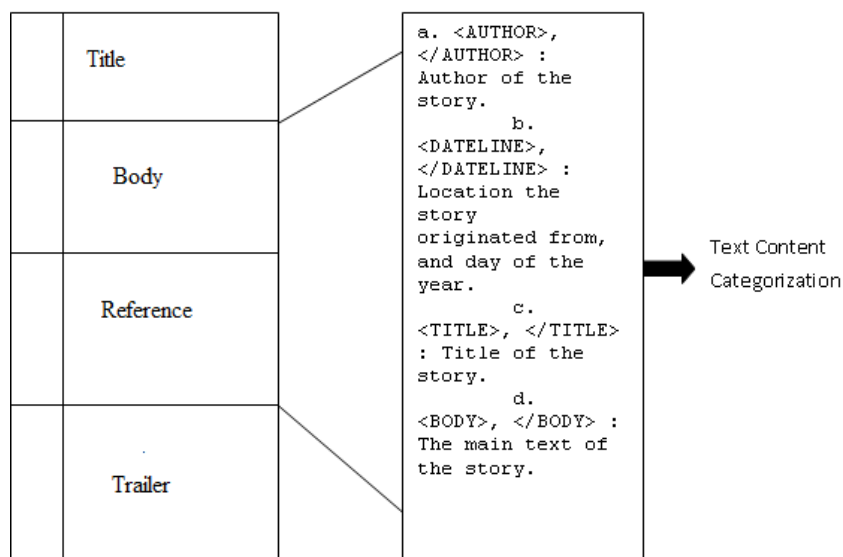 Title
Body
Reference
Trailer
a. <AUTHOR>,
</AUTHOR> :
Author of the
story.
b.
<DATELINE>,
</DATELINE> :
Location the
story
originated from,
and day of the
year.
c.
<TITLE>, </TITLE>
: Title of the
story.
d.
<BODY>, </BODY> :
The main text of
the story.
Text Content
Categorization